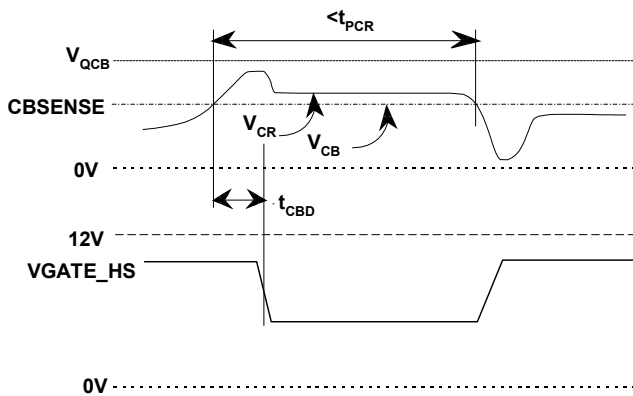 <tPCR
VQCB
CBSENSE
VCR
VCB
0V
tCBD
12V
VGATE_HS
0V